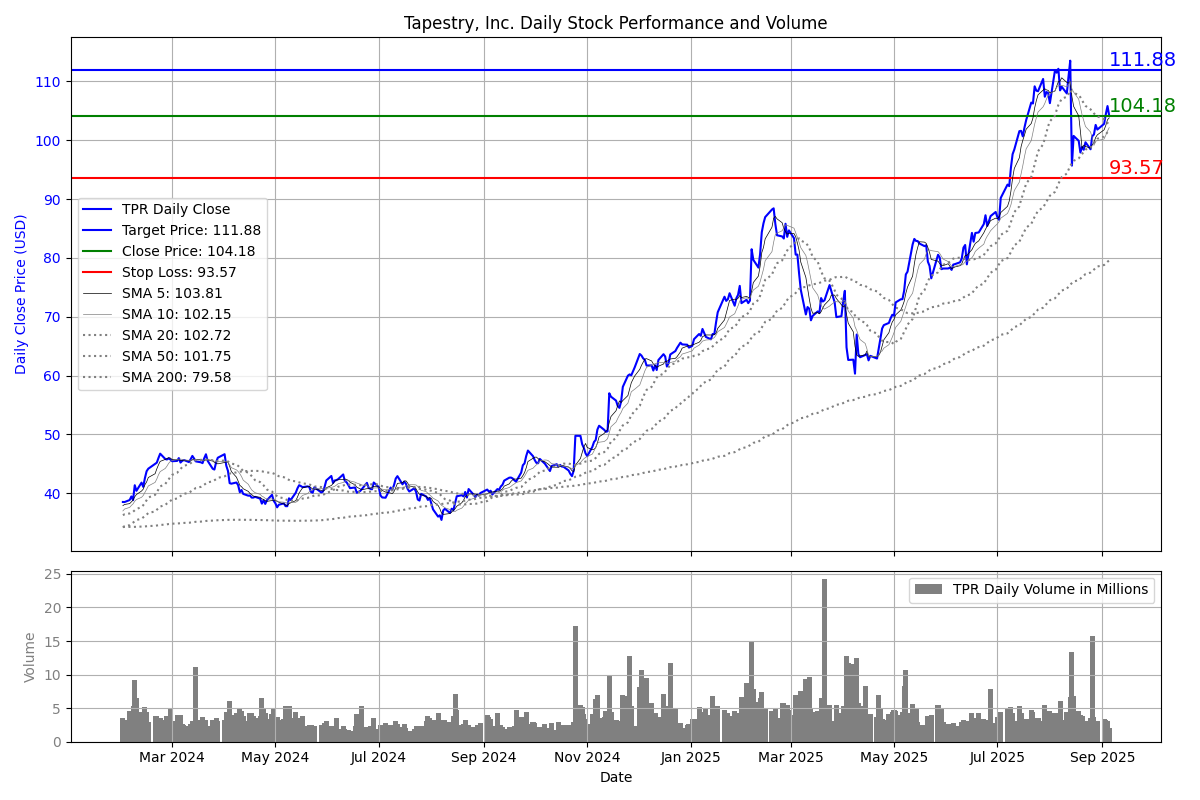 Tapestry, Inc. Daily Stock Performance and Volume
Daily Close Price (USD)
110
100
90
80
70
60
50
40
111.88
104.18
93.57
TPR Daily Close
Target Price: 111.88
Close Price: 104.18
Stop Loss: 93.57
SMA 5: 103.81
SMA 10: 102.15
SMA 20: 102.72
SMA 50: 101.75
SMA 200: 79.58
Volume
25
20
15
10
5
0
TPR Daily Volume in Millions
Mar 2024 May 2024 Jul 2024 Sep 2024 Nov 2024 Jan 2025 Mar 2025 May 2025 Jul 2025 Sep 2025
Date